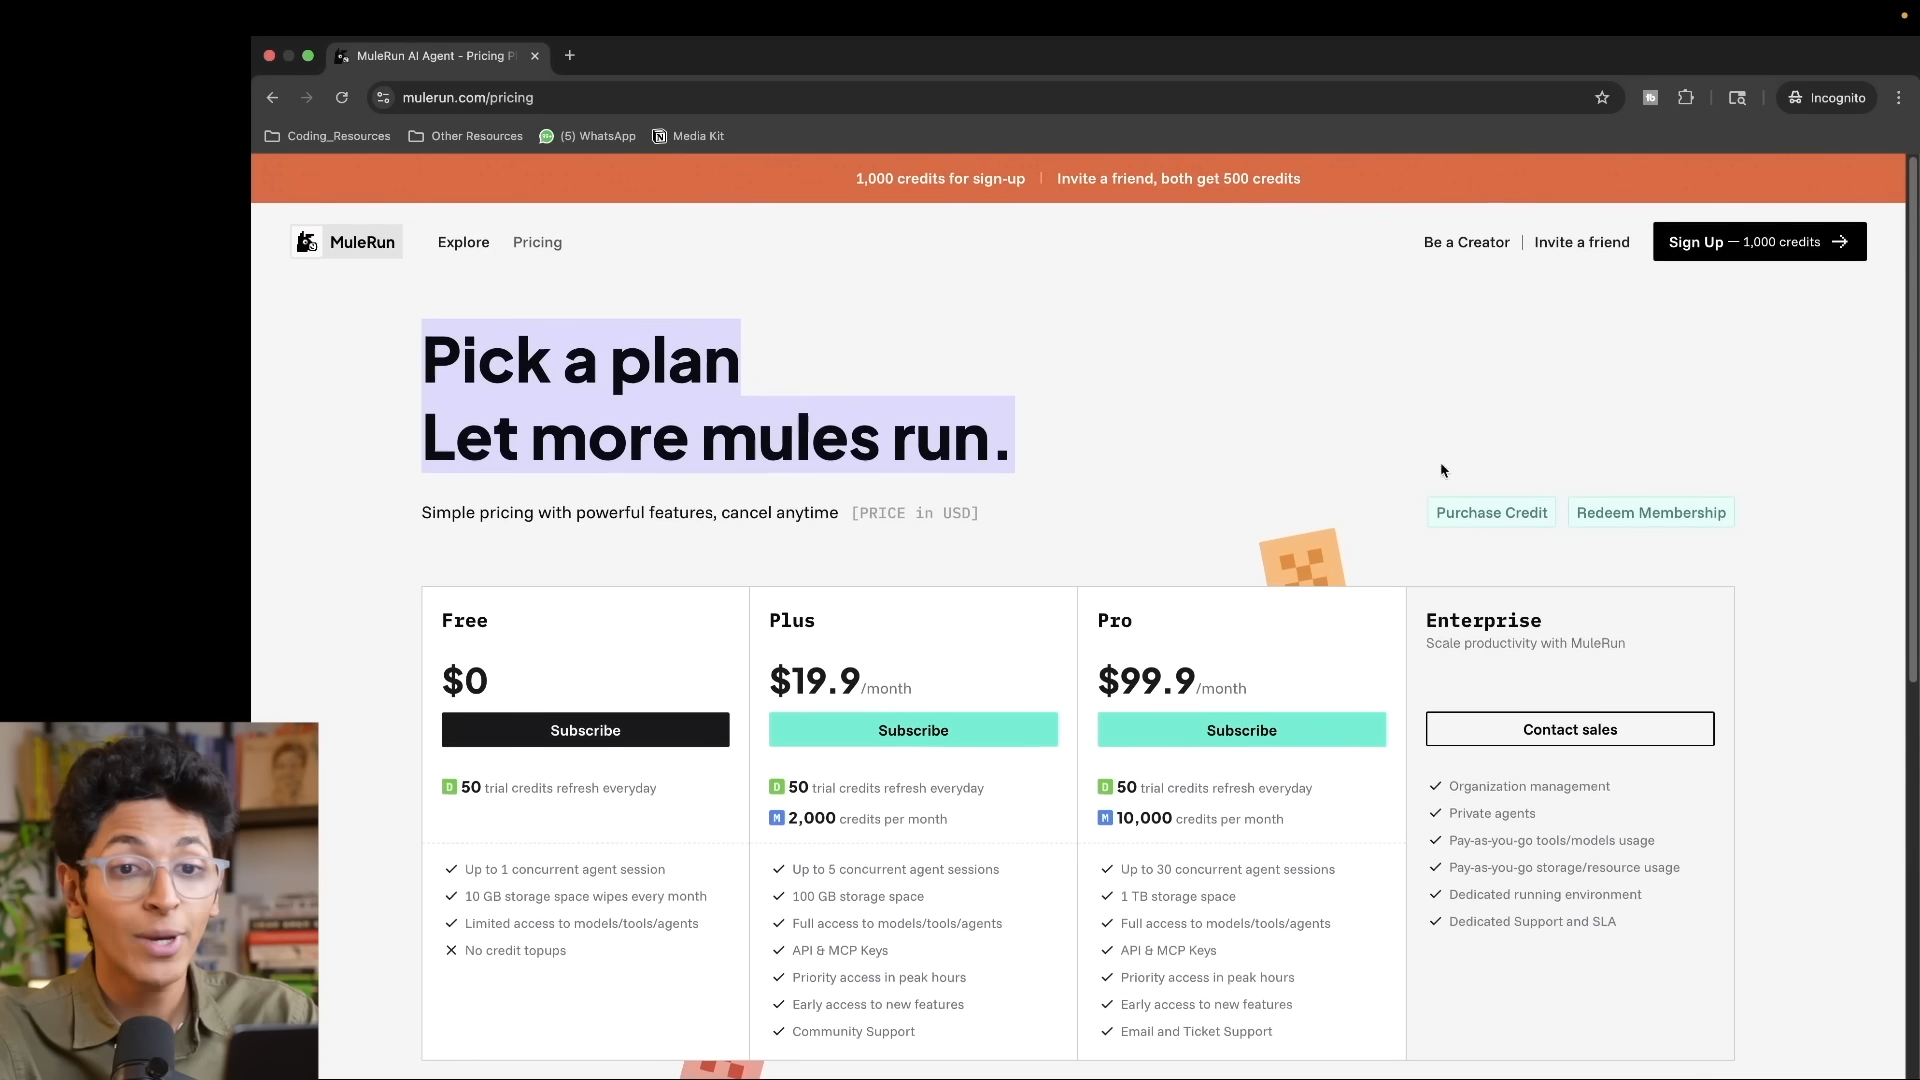 MuleRun AI Agent - Pricing P
mulerun.com/pricing
Incognito
Coding_Resources
Other Resources
(5) WhatsApp
Media Kit
1,000 credits for sign-up | Invite a friend, both get 500 credits
MuleRun
Explore
Pricing
Be a Creator | Invite a friend
Sign Up — 1,000 credits →
Pick a plan
Let more mules run.
Simple pricing with powerful features, cancel anytime [PRICE in USD]
Purchase Credit
Redeem Membership
Free
$0
Subscribe
D 50 trial credits refresh everyday
Up to 1 concurrent agent session
10 GB storage space wipes every month
Limited access to models/tools/agents
No credit topups
Plus
$19.9/month
Subscribe
D 50 trial credits refresh everyday
M 2,000 credits per month
Up to 5 concurrent agent sessions
100 GB storage space
Full access to models/tools/agents
API & MCP Keys
Priority access in peak hours
Early access to new features
Community Support
Pro
$99.9/month
Subscribe
D 50 trial credits refresh everyday
M 10,000 credits per month
Up to 30 concurrent agent sessions
1 TB storage space
Full access to models/tools/agents
API & MCP Keys
Priority access in peak hours
Early access to new features
Email and Ticket Support
Enterprise
Scale productivity with MuleRun
Contact sales
Organization management
Private agents
Pay-as-you-go tools/models usage
Pay-as-you-go storage/resource usage
Dedicated running environment
Dedicated Support and SLA